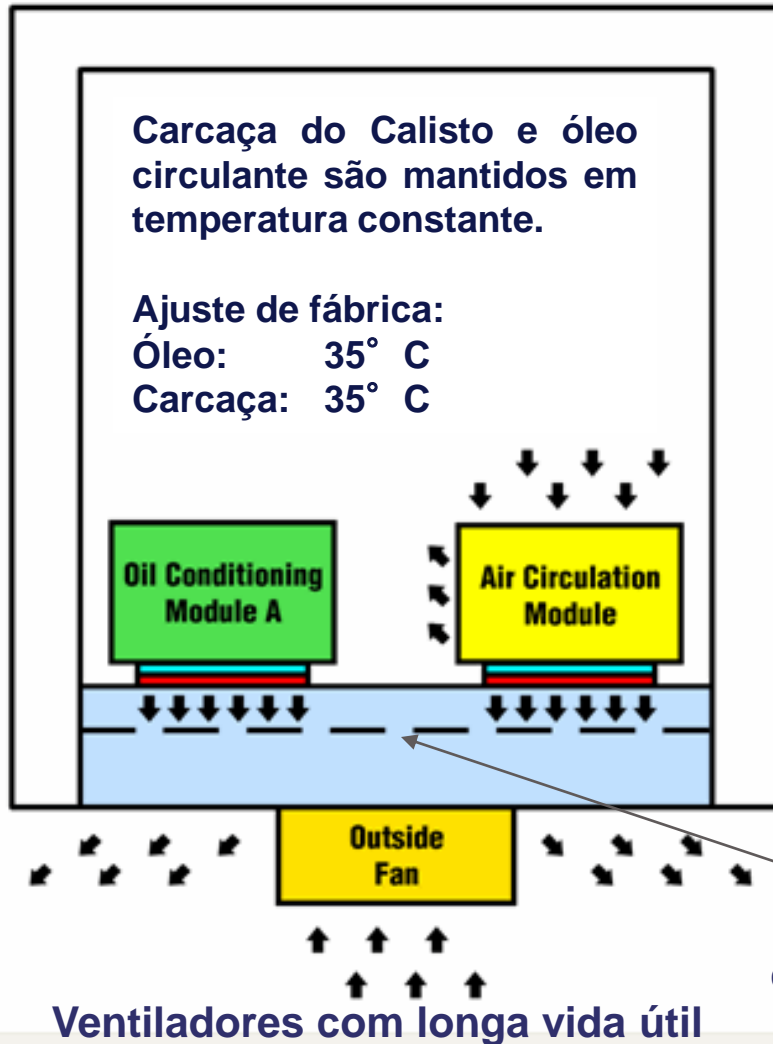 Carcaça do Calisto e óleo
circulante são mantidos em
temperatura constante.
Ajuste de fábrica:
Óleo: 35° C
Carcaça: 35° C
Oil Conditioning
Module A
Air Circulation
Module
Outside
Fan
Ventiladores com longa vida útil